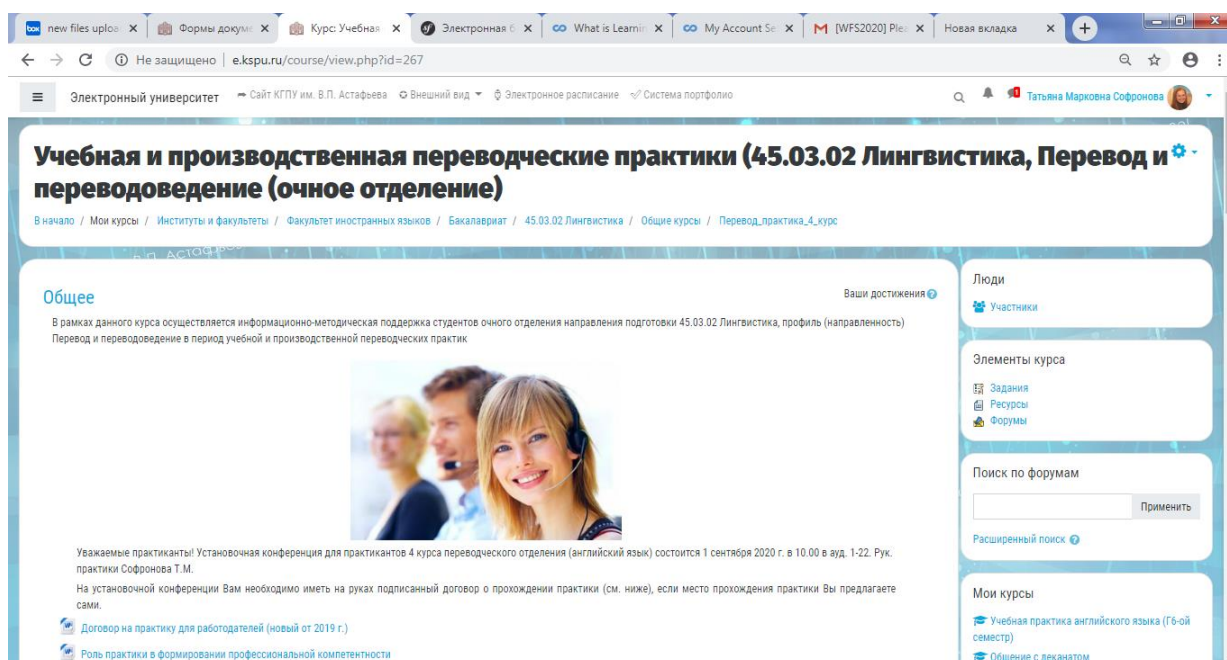 new files uploa
Формы докуме
Курс: Учебная
Электронная б
What is Learnin
My Account Se
[WFS2020] Plea
Новая вкладка
Не защищено | e.kspu.ru/course/view.php?id=267
Электронный университет Сайт КГПУ им. В.П. Астафьева Внешний вид Электронное расписание Система портфолио Татьяна Марковна Софронова
Учебная и производственная переводческие практики (45.03.02 Лингвистика, Перевод и
переводоведение (очное отделение)
В начало / Мои курсы / Институты и факультеты / Факультет иностранных языков / Бакалавриат / 45.03.02 Лингвистика / Общие курсы / Перевод_практика_4_курс
Общее
Ваши достижения
В рамках данного курса осуществляется информационно-методическая поддержка студентов очного отделения направления подготовки 45.03.02 Лингвистика, профиль (направленность)
Перевод и переводоведение в период учебной и производственной переводческих практик
Уважаемые практиканты! Установочная конференция для практикантов 4 курса переводческого отделения (английский язык) состоится 1 сентября 2020 г. в 10.00 в ауд. 1-22. Рук.
практики Софронова Т.М.
На установочной конференции Вам необходимо иметь на руках подписанный договор о прохождении практики (см. ниже), если место прохождения практики Вы предлагаете
сами.
Договор на практику для работодателей (новый от 2019 г.)
Роль практики в формировании профессиональной компетентности
Люди
Участники
Элементы курса
Задания
Ресурсы
Форумы
Поиск по форумам
Применить
Расширенный поиск
Мои курсы
Учебная практика английского языка (Г6-ой
семестр)
Общение с деканатом